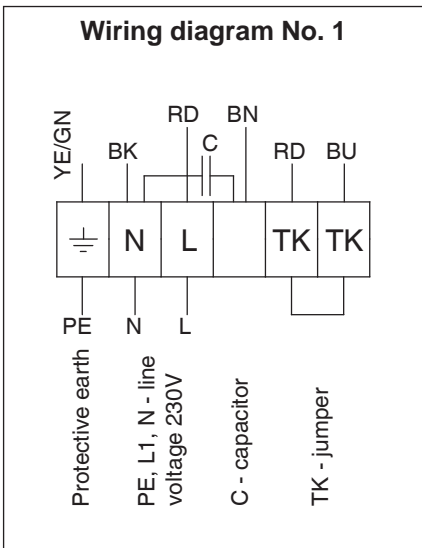 Wiring diagram No. 1
RD BN
YE/GN
BK C RD BU
N L TK TK
PE N L
Protective earth
PE, L1, N - line
voltage 230V
C - capacitor
TK - jumper